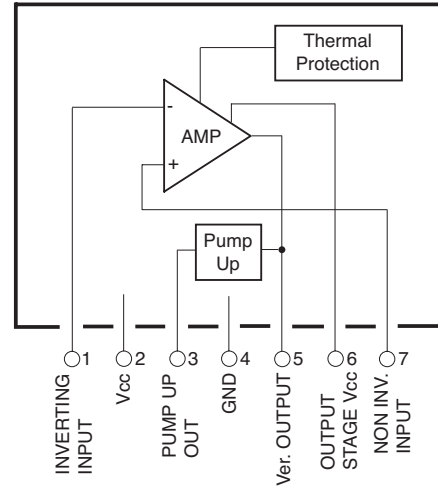 Thermal
Protection
-
AMP
+
Pump
Up
1
2
3
4
5
6
7
INVERTING
INPUT
Vcc
PUMP UP
OUT
GND
Ver. OUTPUT
OUTPUT
STAGE Vcc
NON INV.
INPUT